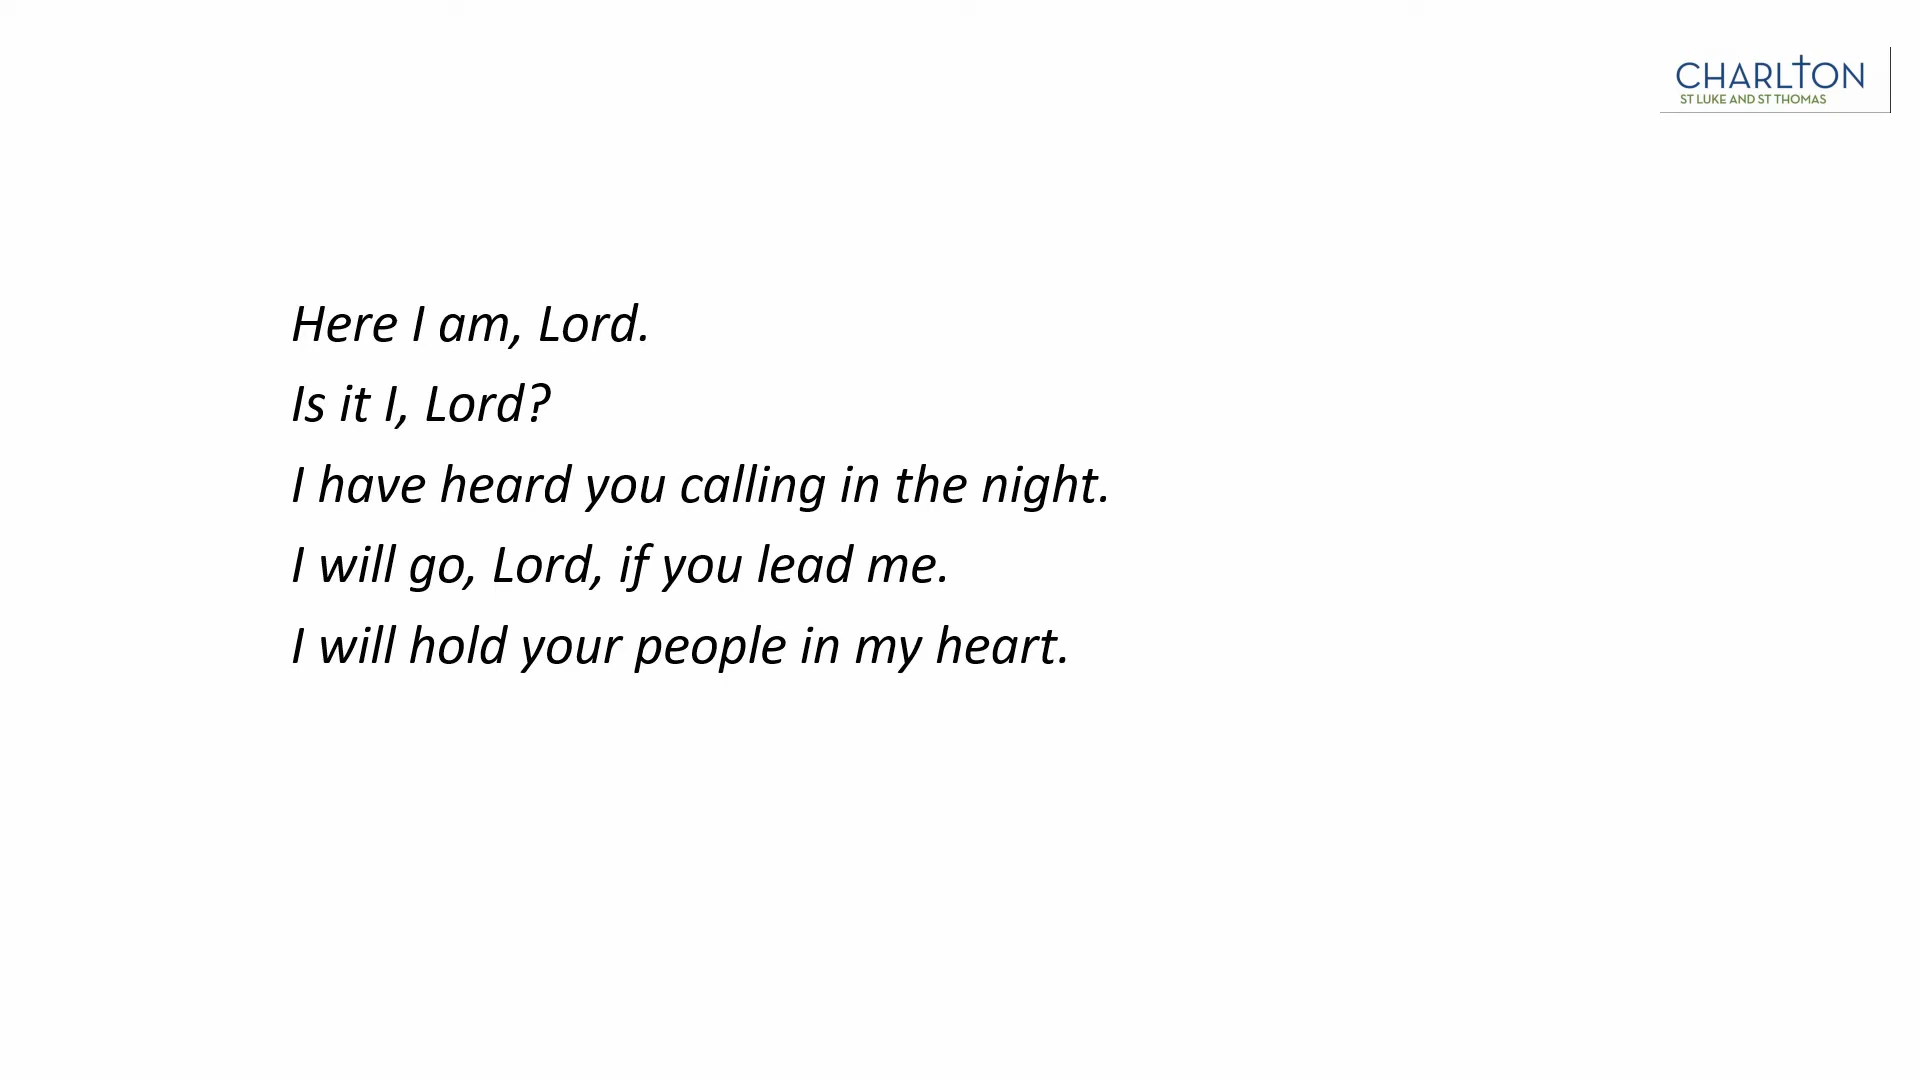 CHARLTON
ST LUKE AND ST THOMAS
Here I am, Lord.
Is it I, Lord?
I have heard you calling in the night.
I will go, Lord, if you lead me.
I will hold your people in my heart.